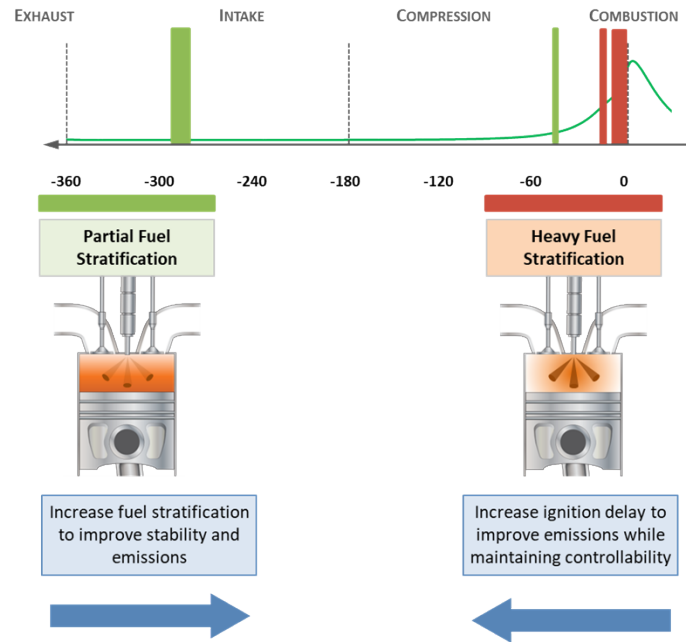 EXHAUST INTAKE COMPRESSION COMBUSTION
-360 -300 -240 -180 -120 -60 0
Partial Fuel
Stratification
Heavy Fuel
Stratification
Increase fuel stratification
to improve stability and
emissions
Increase ignition delay to
improve emissions while
maintaining controllability